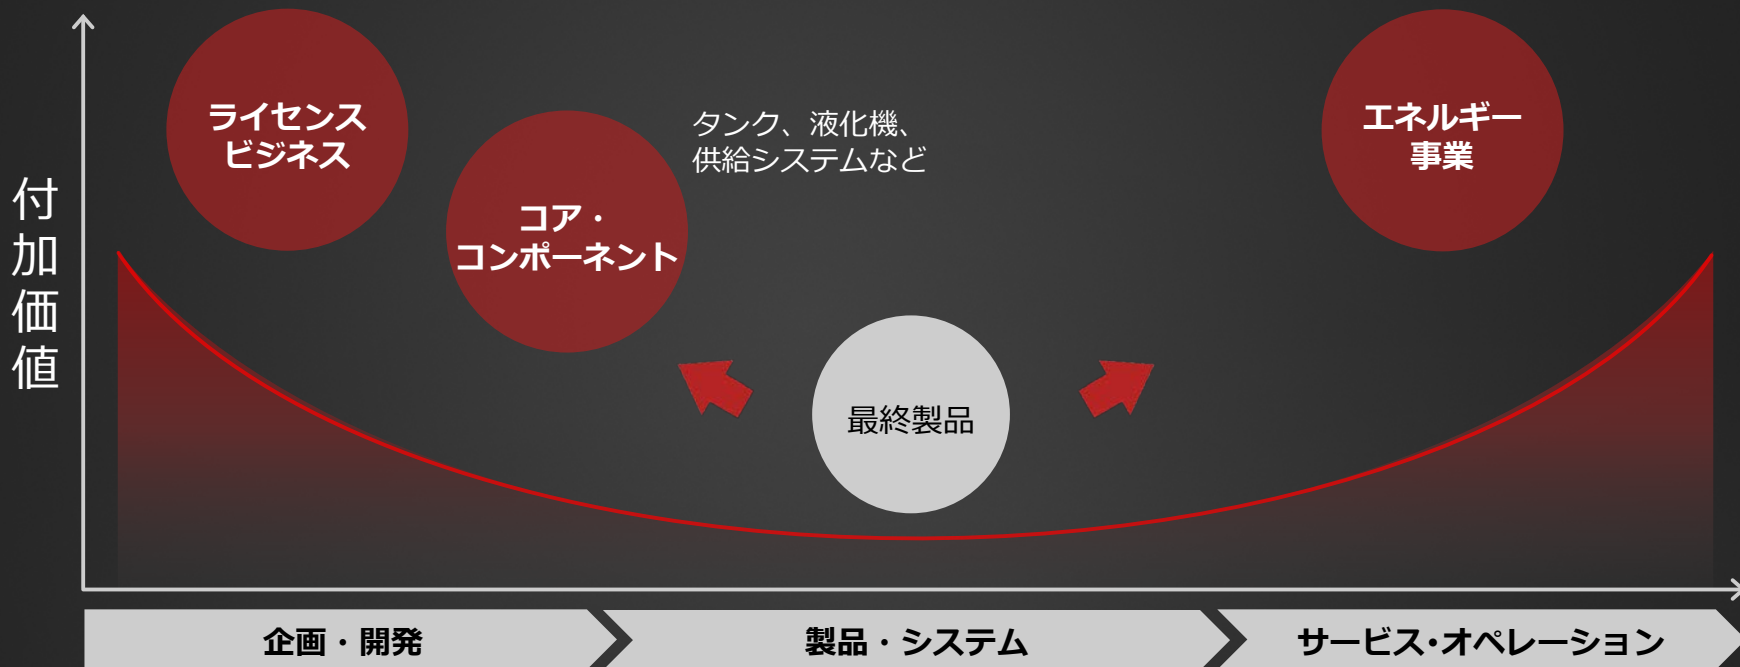 付加価値
ライセンス
ビジネス
コア・
コンポーネント
タンク、液化機、
供給システムなど
エネルギー
事業
最終製品
企画・開発
製品・システム
サービス・オペレーション